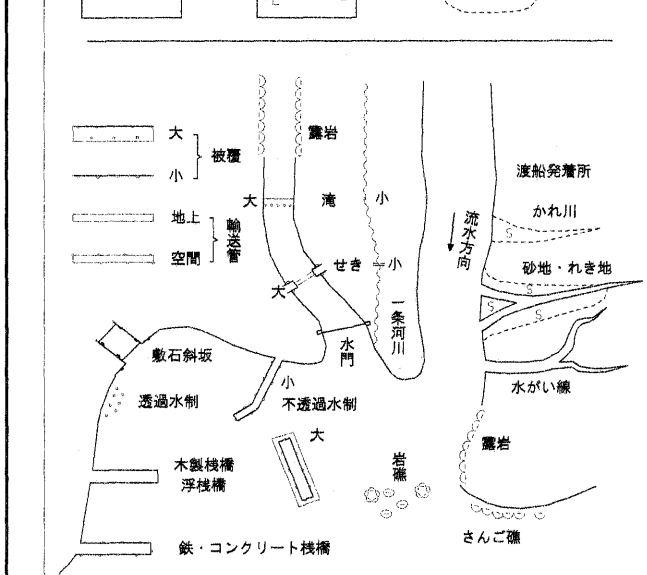 大
被覆
小
地上
輸送管
空間
露岩
大
滝
小
せき
小
大
水門
一条河川
流水方向
渡船発着所
かれ川
S
砂地・れき地
S
S
S
水がい線
敷石斜坂
透過水制
小
不透過水制
大
木製桟橋
浮桟橋
鉄・コンクリート桟橋
岩礁
露岩
さんご礁